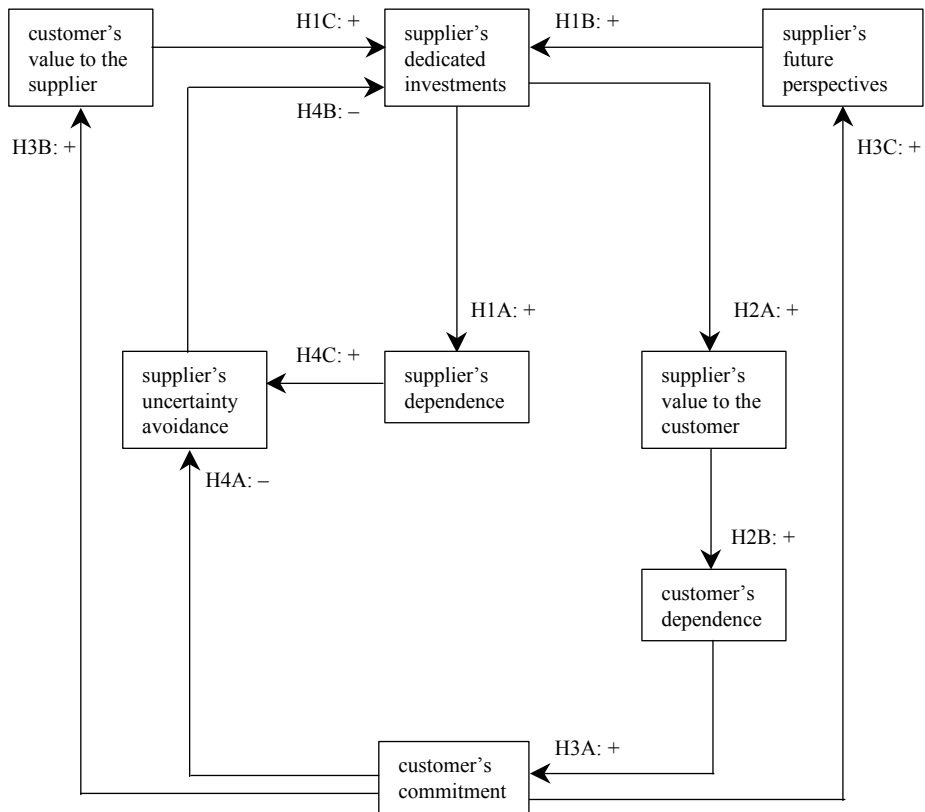 customer’s
value to the
supplier
H1C: +
supplier’s
dedicated
investments
H1B: +
supplier’s
future
perspectives
H4B: –
H3B: +
H3C: +
H1A: +
H2A: +
supplier’s
uncertainty
avoidance
H4C: +
supplier’s
dependence
supplier’s
value to the
customer
H4A: –
H2B: +
customer’s
dependence
H3A: +
customer’s
commitment